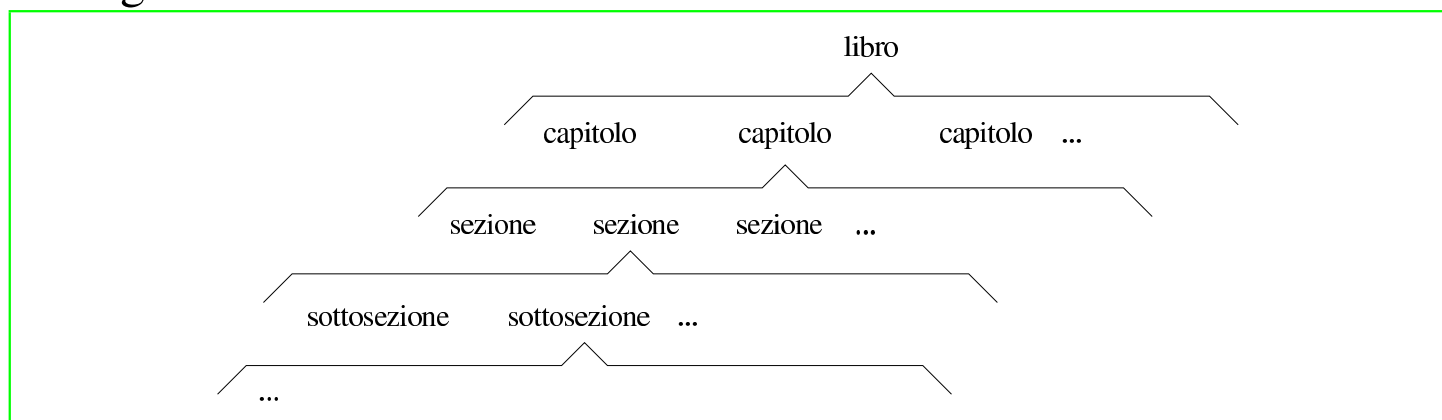 libro
capitolo capitolo capitolo ...
sezione sezione sezione ...
sottosezione sottosezione ...
...